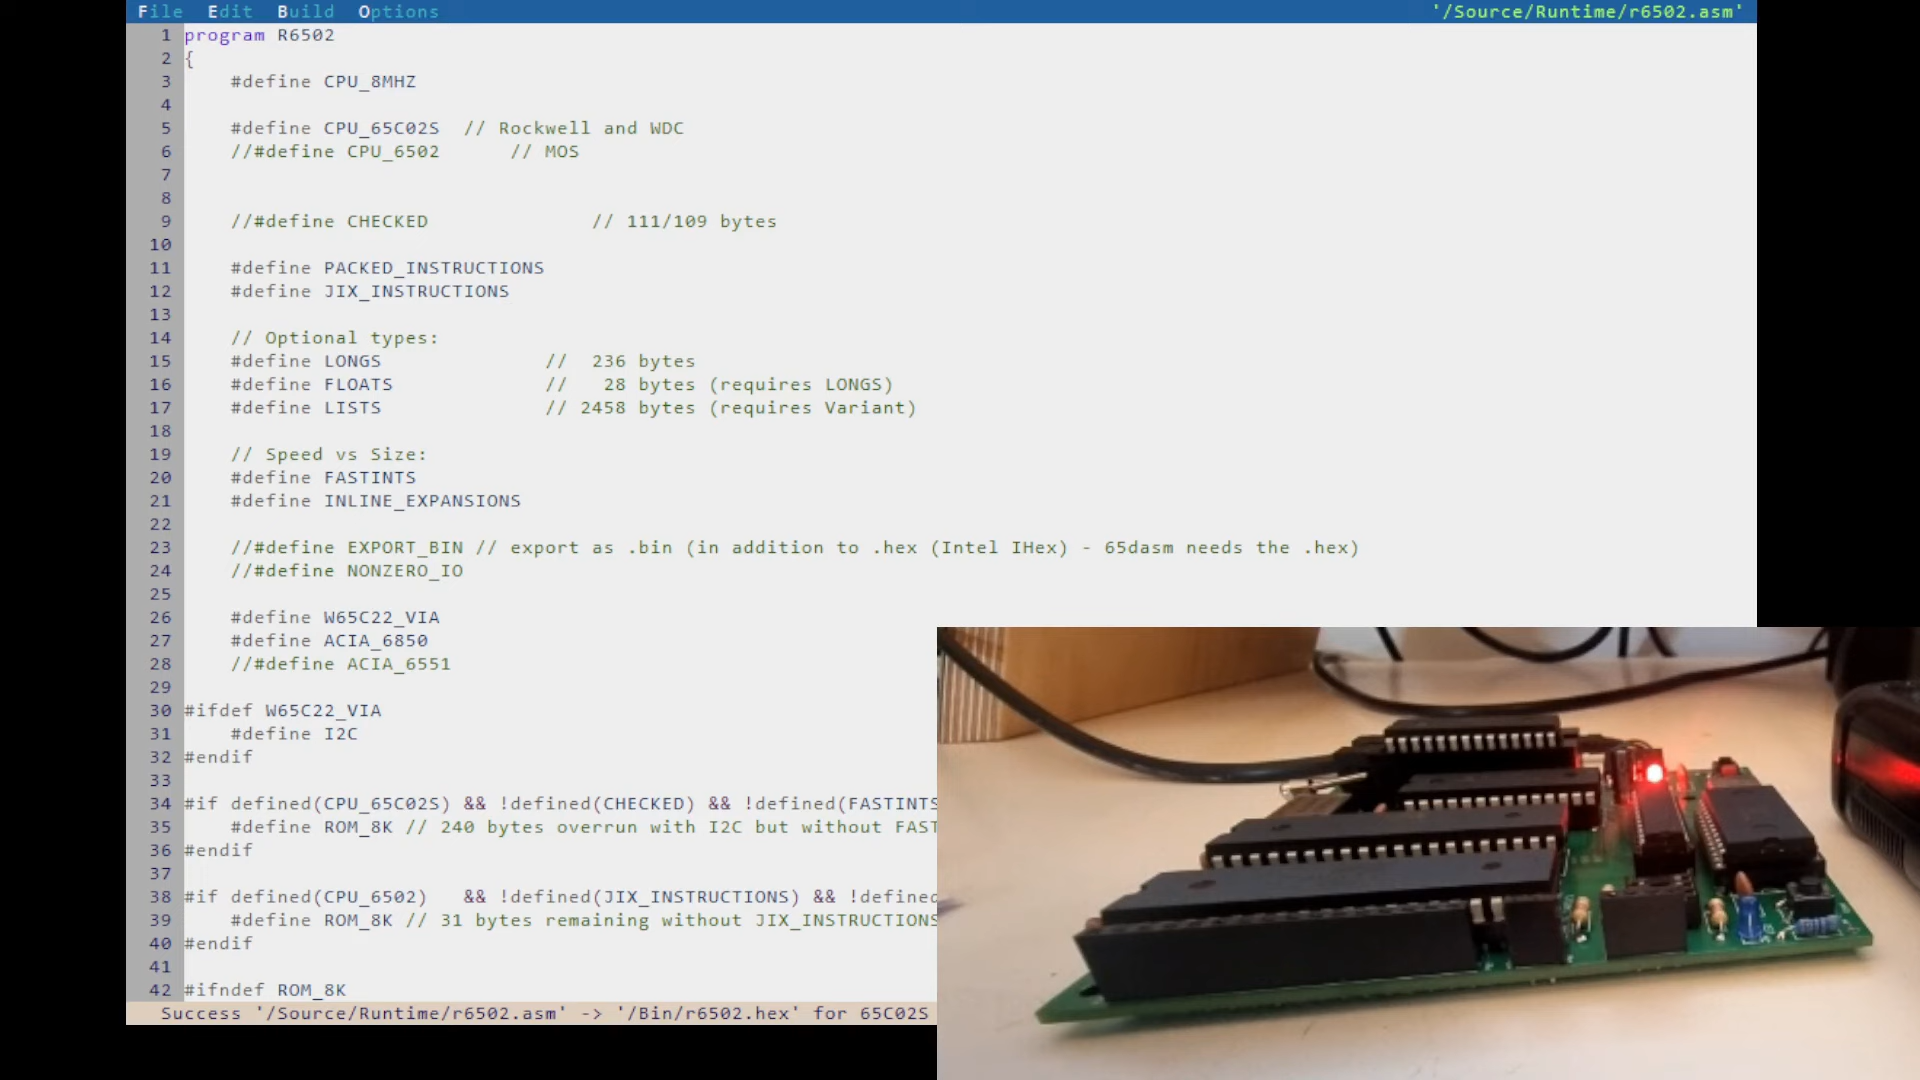 File Edit Build Options '/Source/Runtime/r6502.asm'
1 program R6502
2 {
3 #define CPU_8MHZ
4
5 #define CPU_65C02S // Rockwell and WDC
6 //#define CPU_6502 // MOS
7
8
9 //#define CHECKED // 111/109 bytes
10
11 #define PACKED_INSTRUCTIONS
12 #define JIX_INSTRUCTIONS
13
14 // Optional types:
15 #define LONGS // 236 bytes
16 #define FLOATS // 28 bytes (requires LONGS)
17 #define LISTS // 2458 bytes (requires Variant)
18
19 // Speed vs Size:
20 #define FASTINTS
21 #define INLINE_EXPANSIONS
22
23 //#define EXPORT_BIN // export as .bin (in addition to .hex (Intel IHex) - 65dasm needs the .hex)
24 //#define NONZERO_IO
25
26 #define W65C22_VIA
27 #define ACIA_6850
28 //#define ACIA_6551
29
30 #ifdef W65C22_VIA
31 #define I2C
32 #endif
33
34 #if defined(CPU_65C02S) && !defined(CHECKED) && !defined(FASTINTS
35 #define ROM_8K // 240 bytes overrun with I2C but without FAST
36 #endif
37
38 #if defined(CPU_6502) && !defined(JIX_INSTRUCTIONS) && !defined
39 #define ROM_8K // 31 bytes remaining without JIX_INSTRUCTIONS
40 #endif
41
42 #ifndef ROM_8K
Success '/Source/Runtime/r6502.asm' -> '/Bin/r6502.hex' for 65C02S